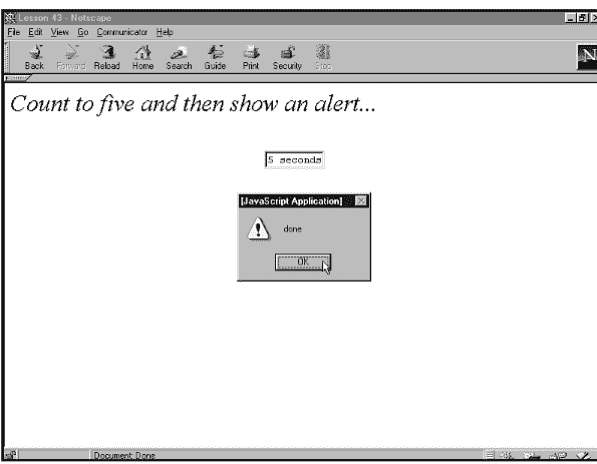 Lesson 43 - Netscape
File Edit View Go Communicator Help
Back Forward Reload Home Search Guide Print Security Stop
N
Count to five and then show an alert...
5 seconds
[JavaScript Application]
done
OK
Document: Done